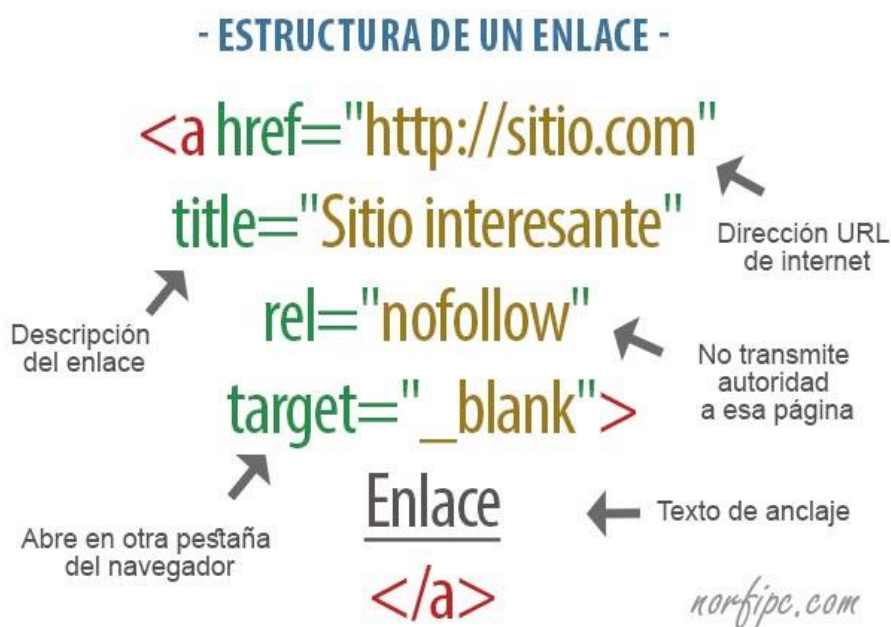 - ESTRUCTURA DE UN ENLACE -
<a href="http://sitio.com"
Dirección URL
de internet
title="Sitio interesante"
Descripción
del enlace
rel="nofollow"
No transmite
autoridad
a esa página
target="_blank">
Abre en otra pestaña
del navegador
Enlace
Texto de anclaje
</a>
norfipc.com